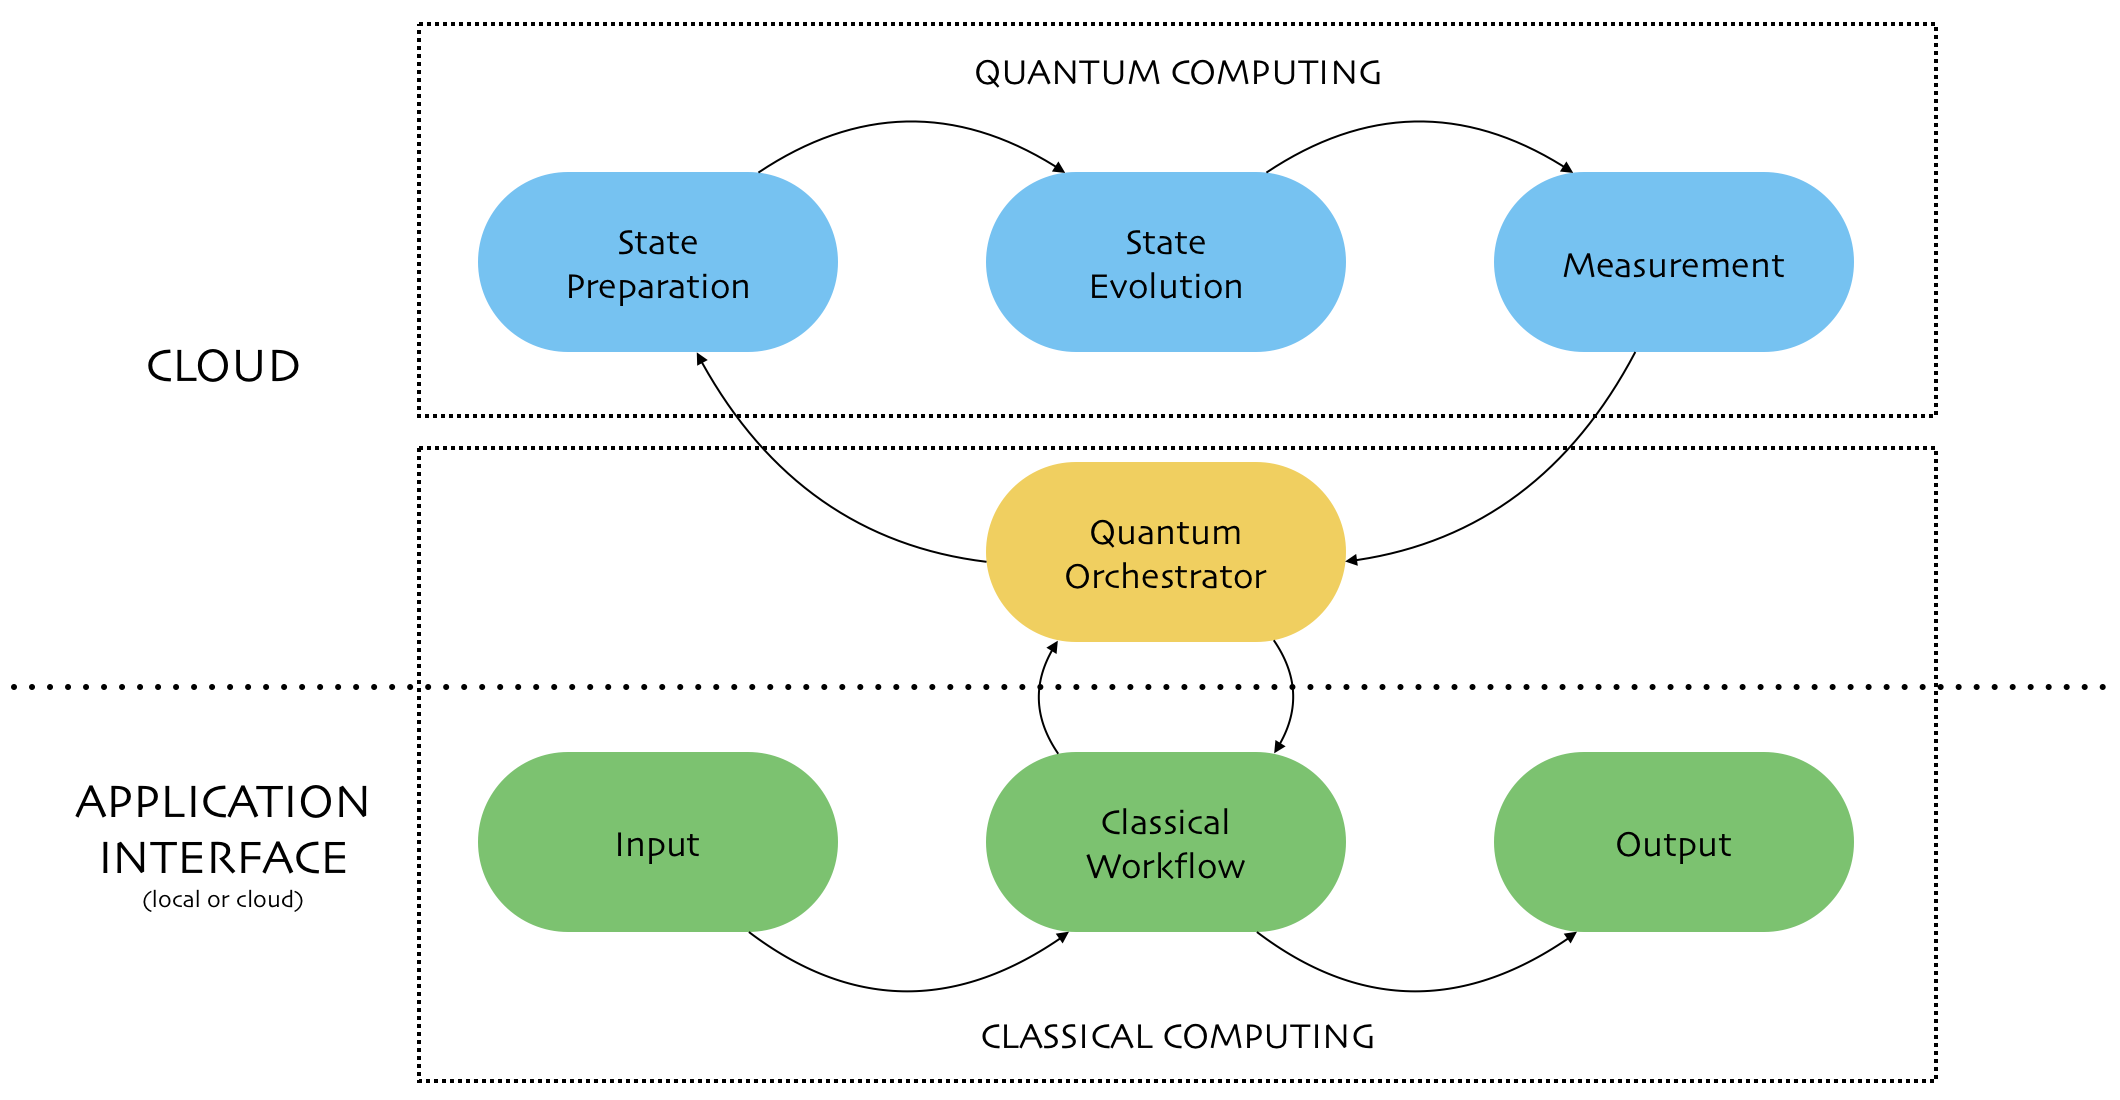 QUANTUM COMPUTING
State
Preparation
State
Evolution
Measurement
CLOUD
Quantum
Orchestrator
APPLICATION
INTERFACE
(local or cloud)
Input
Classical
Workflow
Output
CLASSICAL COMPUTING